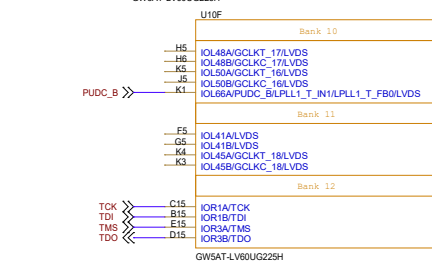 U10F
Bank 10
H5 IOL48A/GCLKT_17/LVDS
H6 IOL48B/GCLKC_17/LVDS
K5 IOL50A/GCLKT_16/LVDS
J5 IOL50B/GCLKC_16/LVDS
PUDC_B K1 IOL66A/PUDC_B/LPLL1_T_IN1/LPLL1_T_FB0/LVDS
Bank 11
F5 IOL41A/LVDS
G5 IOL41B/LVDS
K4 IOL45A/GCLKT_18/LVDS
K3 IOL45B/GCLKC_18/LVDS
Bank 12
TCK C15 IOR1A/TCK
TDI B15 IOR1B/TDI
TMS E15 IOR3A/TMS
TDO D15 IOR3B/TDO
GW5AT-LV60UG225H